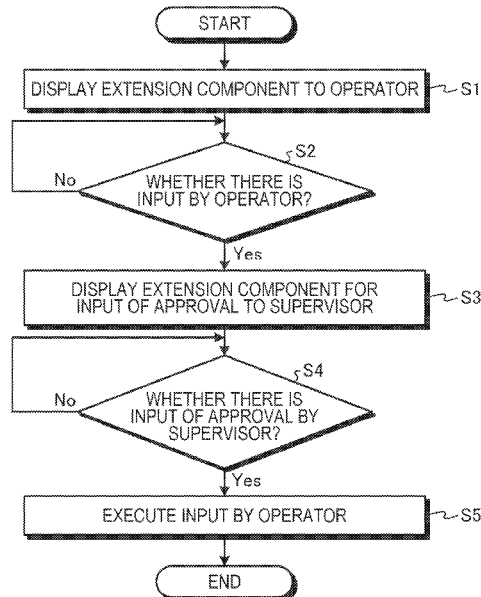 START
DISPLAY EXTENSION COMPONENT TO OPERATOR
S1
S2
WHETHER THERE IS
INPUT BY OPERATOR?
No
Yes
DISPLAY EXTENSION COMPONENT FOR
INPUT OF APPROVAL TO SUPERVISOR
S3
S4
WHETHER THERE IS
INPUT OF APPROVAL BY
SUPERVISOR?
No
Yes
EXECUTE INPUT BY OPERATOR
S5
END